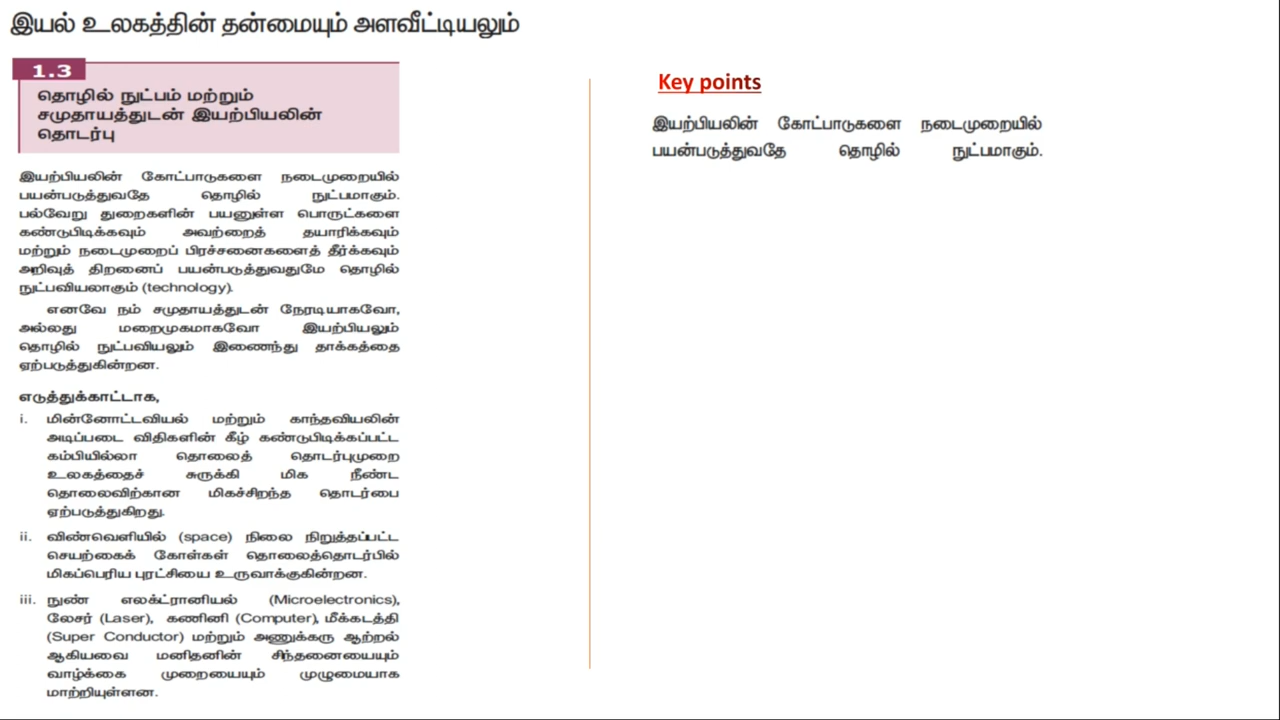 இயல் உலகத்தின் தன்மையும் அளவீட்டியலும்
1.3
தொழில் நுட்பம் மற்றும்
சமுதாயத்துடன் இயற்பியலின்
தொடர்பு
இயற்பியலின் கோட்பாடுகளை நடைமுறையில்
பயன்படுத்துவதே தொழில் நுட்பமாகும்.
பல்வேறு துறைகளின் பயனுள்ள பொருட்களை
கண்டுபிடிக்கவும் அவற்றைத் தயாரிக்கவும்
மற்றும் நடைமுறைப் பிரச்சனைகளைத் தீர்க்கவும்
அறிவுத் திறனைப் பயன்படுத்துவதுமே தொழில்
நுட்பவியலாகும் (technology).
எனவே நம் சமுதாயத்துடன் நேரடியாகவோ,
அல்லது மறைமுகமாகவோ இயற்பியலும்
தொழில் நுட்பவியலும் இணைந்து தாக்கத்தை
ஏற்படுத்துகின்றன.
எடுத்துக்காட்டாக,
i. மின்னோட்டவியல் மற்றும் காந்தவியலின்
அடிப்படை விதிகளின் கீழ் கண்டுபிடிக்கப்பட்ட
கம்பியில்லா தொலைத் தொடர்புமுறை
உலகத்தைச் சுருக்கி மிக நீண்ட
தொலைவிற்கான மிகச்சிறந்த தொடர்பை
ஏற்படுத்துகிறது.
ii. விண்வெளியில் (space) நிலை நிறுத்தப்பட்ட
செயற்கைக் கோள்கள் தொலைத்தொடர்பில்
மிகப்பெரிய புரட்சியை உருவாக்குகின்றன.
iii. நுண் எலக்ட்ரானியல் (Microelectronics),
லேசர் (Laser), கணினி (Computer), மீக்கடத்தி
(Super Conductor) மற்றும் அணுக்கரு ஆற்றல்
ஆகியவை மனிதனின் சிந்தனையையும்
வாழ்க்கை முறையையும் முழுமையாக
மாற்றியுள்ளன.
Key points
இயற்பியலின் கோட்பாடுகளை நடைமுறையில்
பயன்படுத்துவதே தொழில் நுட்பமாகும்.